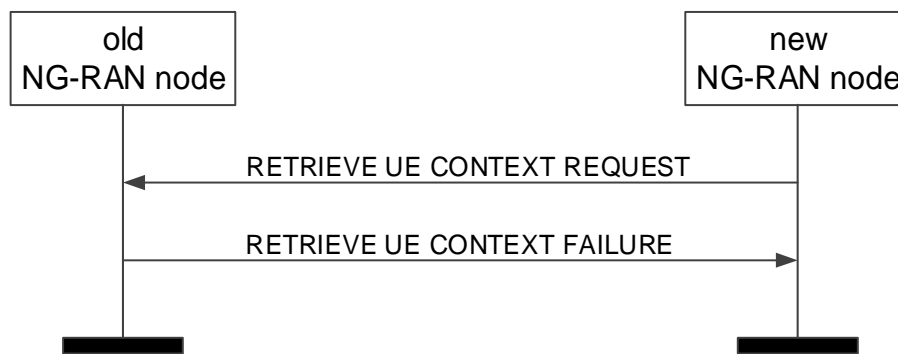 old
NG-RAN node
new
NG-RAN node
RETRIEVE UE CONTEXT REQUEST
RETRIEVE UE CONTEXT FAILURE